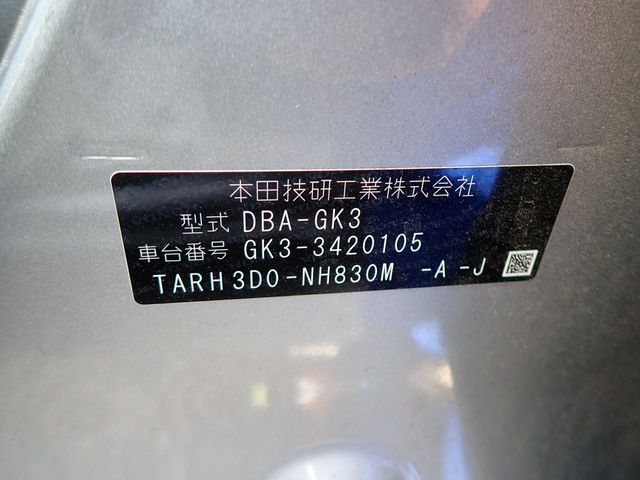 本田技研工業株式会社
型式 DBA-GK3
車台番号 GK3-3420105
TARH3D0-NH830M -A -J